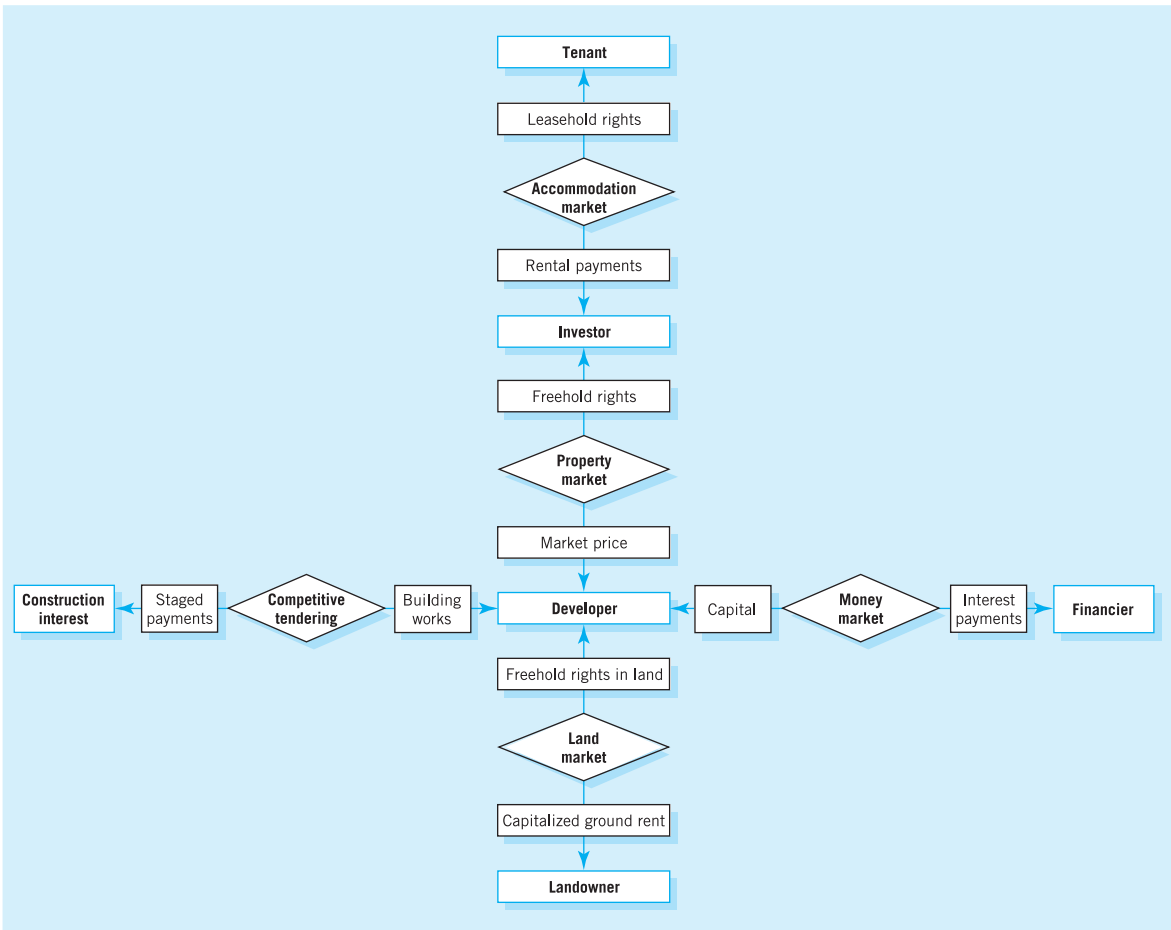 Tenant
Leasehold rights
Accommodation
market
Rental payments
Investor
Freehold rights
Property
market
Market price
Construction
interest
Staged
payments
Competitive
tendering
Building
works
Developer
Capital
Money
market
Interest
payments
Financier
Freehold rights in land
Land
market
Capitalized ground rent
Landowner